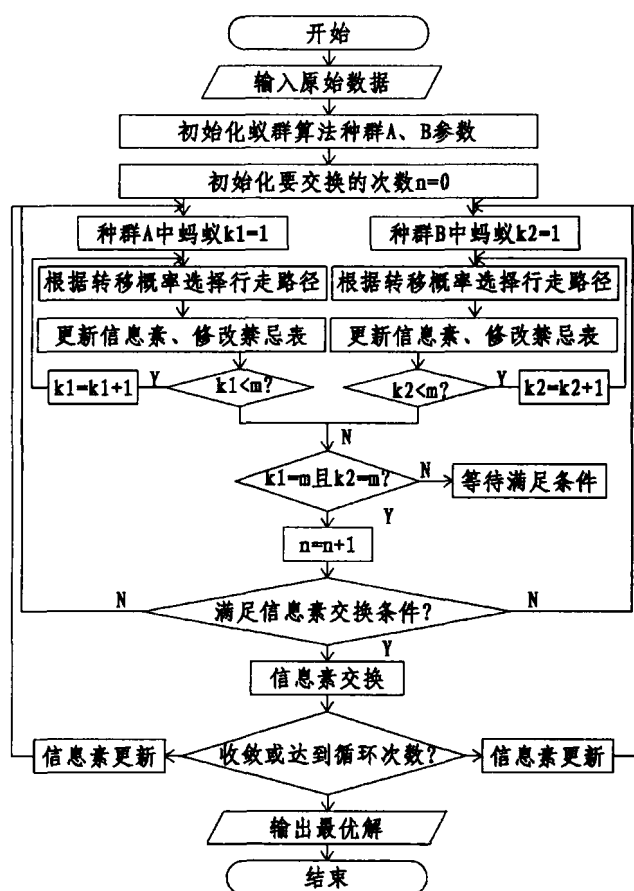 开始
输入原始数据
初始化蚁群算法种群A、B参数
初始化要交换的次数n=0
种群A中蚂蚁k1=1
种群B中蚂蚁k2=1
根据转移概率选择行走路径
根据转移概率选择行走路径
更新信息素、修改禁忌表
更新信息素、修改禁忌表
k1=k1+1
Y
k1<m?
k2<m?
Y
k2=k2+1
N
k1=m且k2=m?
N
等待满足条件
Y
n=n+1
N
满足信息素交换条件?
N
Y
信息素交换
信息素更新
收敛或达到循环次数?
信息素更新
输出最优解
结束